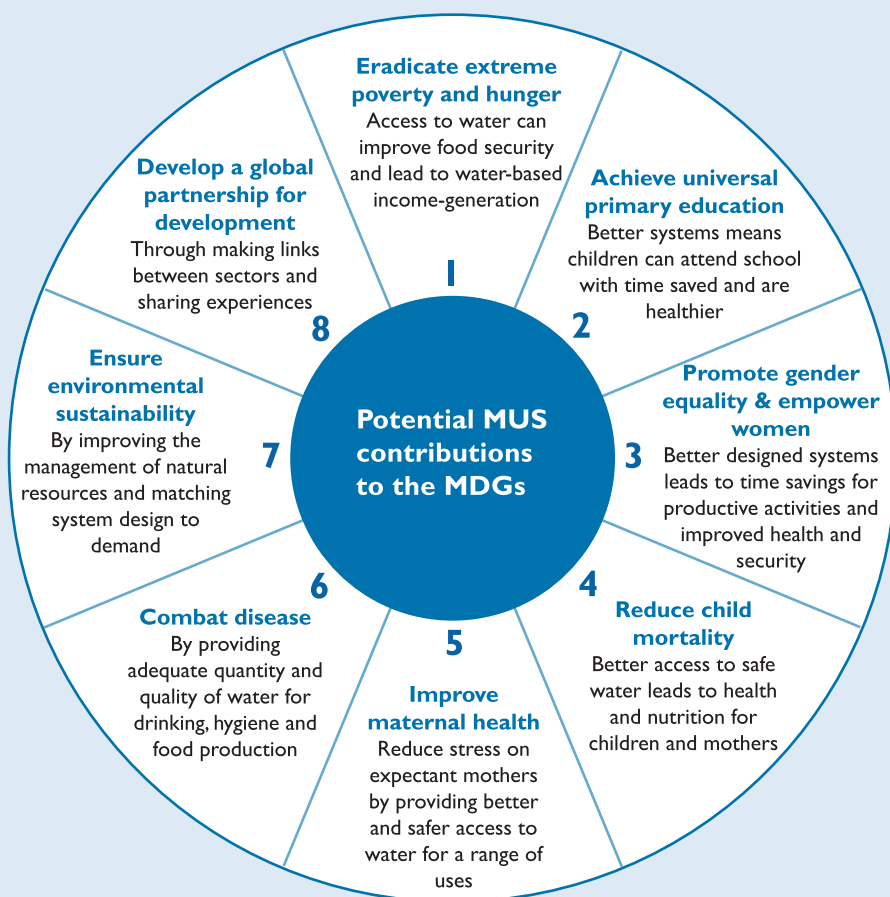 Potential MUS
contributions
to the MDGs
Eradicate extreme
poverty and hunger
Access to water can
improve food security
and lead to water-based
income-generation
1
Achieve universal
primary education
Better systems means
children can attend school
with time saved and are
healthier
2
Promote gender
equality & empower
women
Better designed systems
leads to time savings for
productive activities and
improved health and
security
3
4
Reduce child
mortality
Better access to safe
water leads to health
and nutrition for
children and mothers
5
Improve
maternal health
Reduce stress on
expectant mothers
by providing better
and safer access to
water for a range of
uses
6
Combat disease
By providing
adequate quantity and
quality of water for
drinking, hygiene and
food production
7
Ensure
environmental
sustainability
By improving the
management of natural
resources and matching
system design to
demand
8
Develop a global
partnership for
development
Through making links
between sectors and
sharing experiences